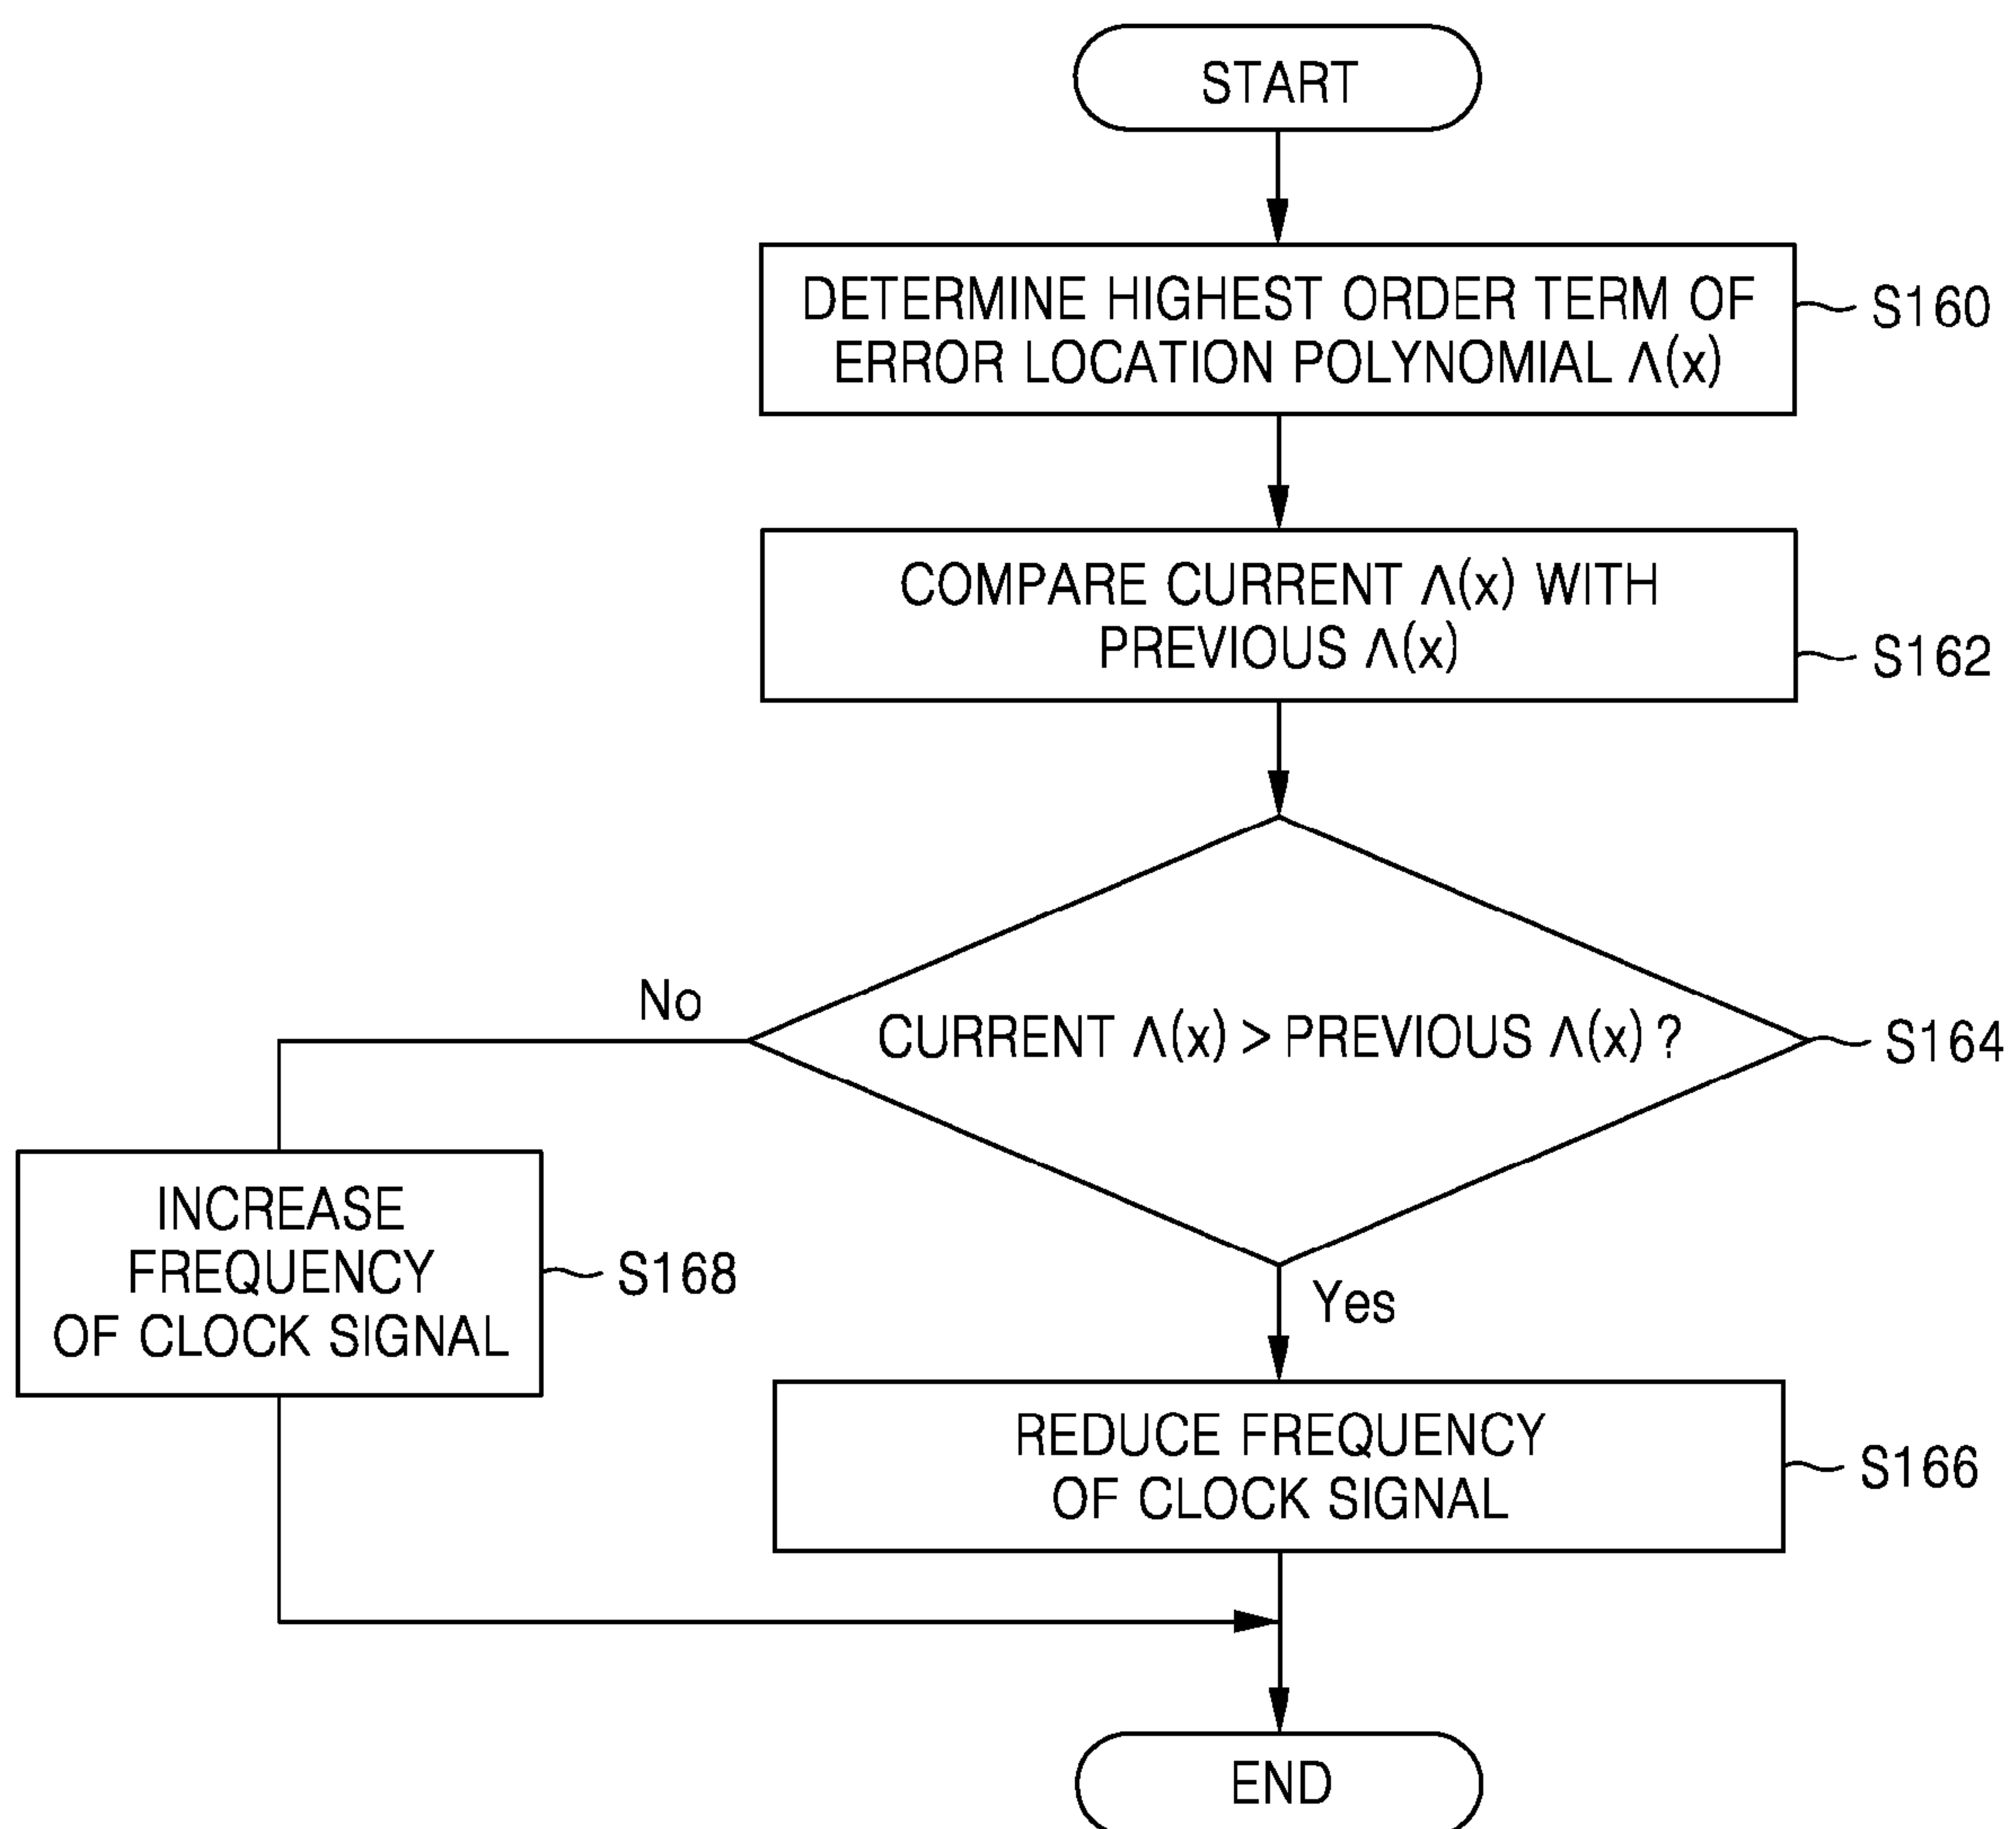 START
DETERMINE HIGHEST ORDER TERM OF
ERROR LOCATION POLYNOMIAL Λ(x)
S160
COMPARE CURRENT Λ(x) WITH
PREVIOUS Λ(x)
S162
CURRENT Λ(x) > PREVIOUS Λ(x) ?
S164
No
Yes
INCREASE
FREQUENCY
OF CLOCK SIGNAL
S168
REDUCE FREQUENCY
OF CLOCK SIGNAL
S166
END